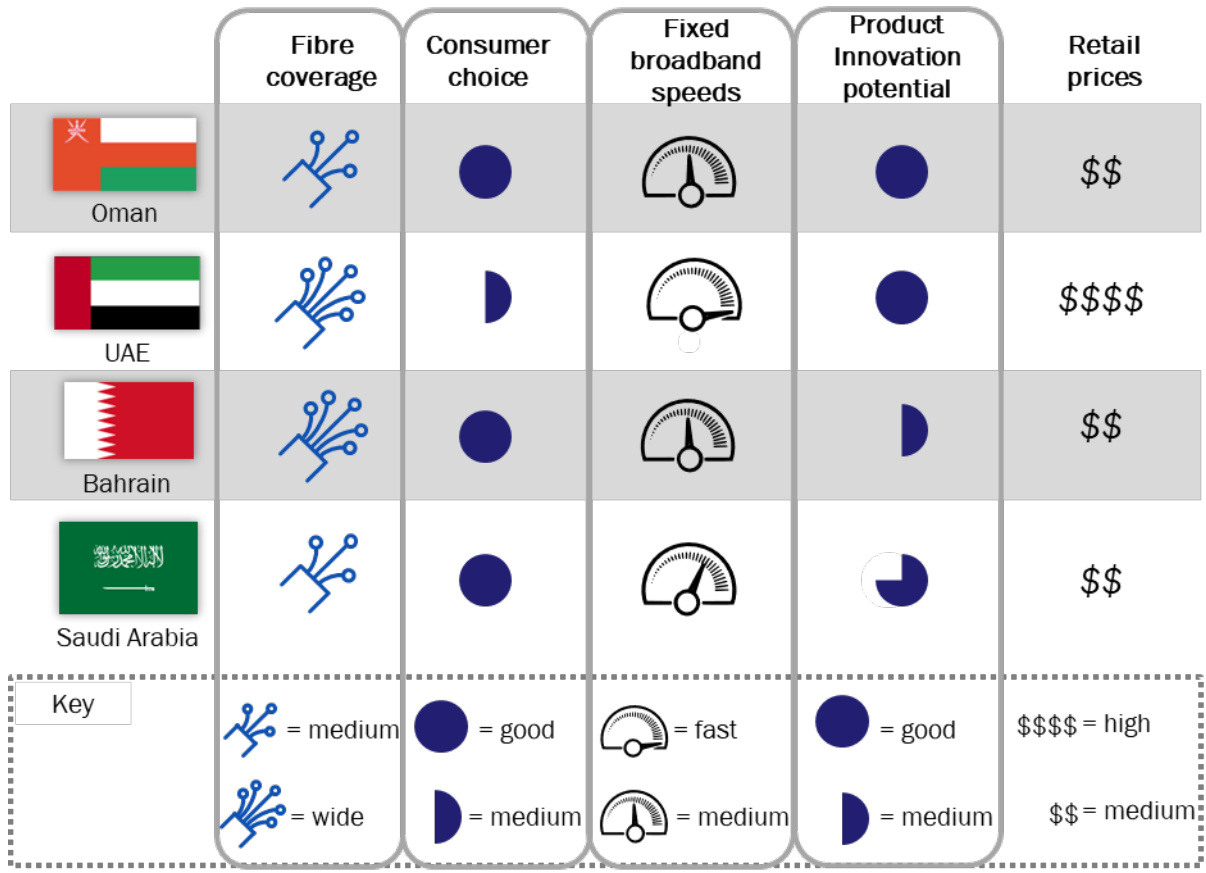 Fibre
coverage
Consumer
choice
Fixed
broadband
speeds
Product
Innovation
potential
Retail
prices
Oman
$$
UAE
$$$$
Bahrain
$$
Saudi Arabia
$$
Key
= medium
= good
= fast
= good
$$$$ = high
= wide
= medium
= medium
= medium
$$ = medium